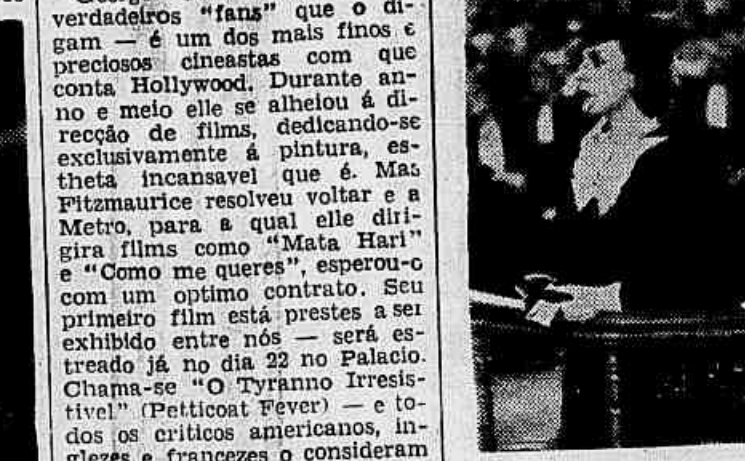 verdadeiros "fans" que o di-
gam — é um dos mais finos e
preciosos cineastas com que
conta Hollywood. Durante an-
no e meio elle se alheiou á di-
recção de films, dedicando-se
exclusivamente á pintura, es-
theta incansavel que é. Mas
Fitzmaurice resolveu voltar e a
Metro, para a qual elle diri-
gira films como "Mata Hari"
e "Como me queres", esperou-o
com um optimo contrato. Seu
primeiro film está prestes a ser
exhibido entre nós — será es-
treado já no dia 22 no Palacio.
Chama-se "O Tyranno Irresis-
tivel" (Petticoat Fever) — e to-
dos os criticos americanos, in-
glezes e francezes o consideram